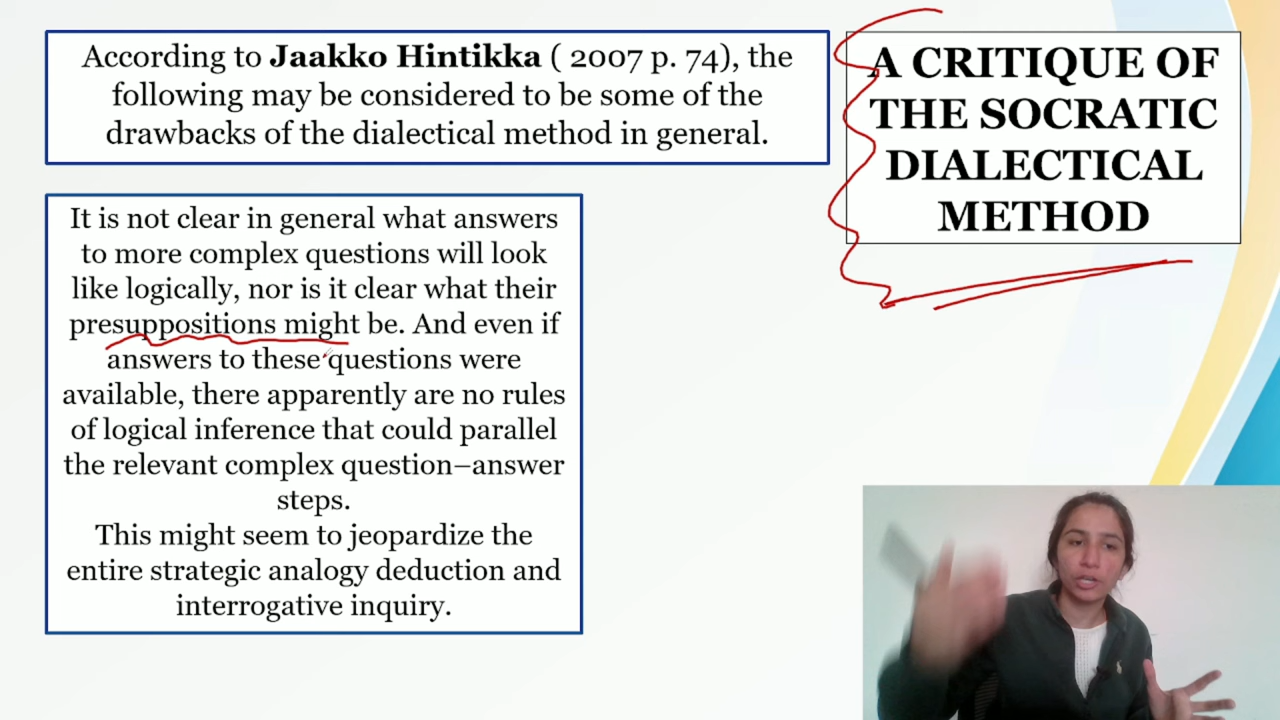 According to Jaakko Hintikka ( 2007 p. 74), the
following may be considered to be some of the
drawbacks of the dialectical method in general.
A CRITIQUE OF
THE SOCRATIC
DIALECTICAL
METHOD
It is not clear in general what answers
to more complex questions will look
like logically, nor is it clear what their
presuppositions might be. And even if
answers to these questions were
available, there apparently are no rules
of logical inference that could parallel
the relevant complex question–answer
steps.
This might seem to jeopardize the
entire strategic analogy deduction and
interrogative inquiry.